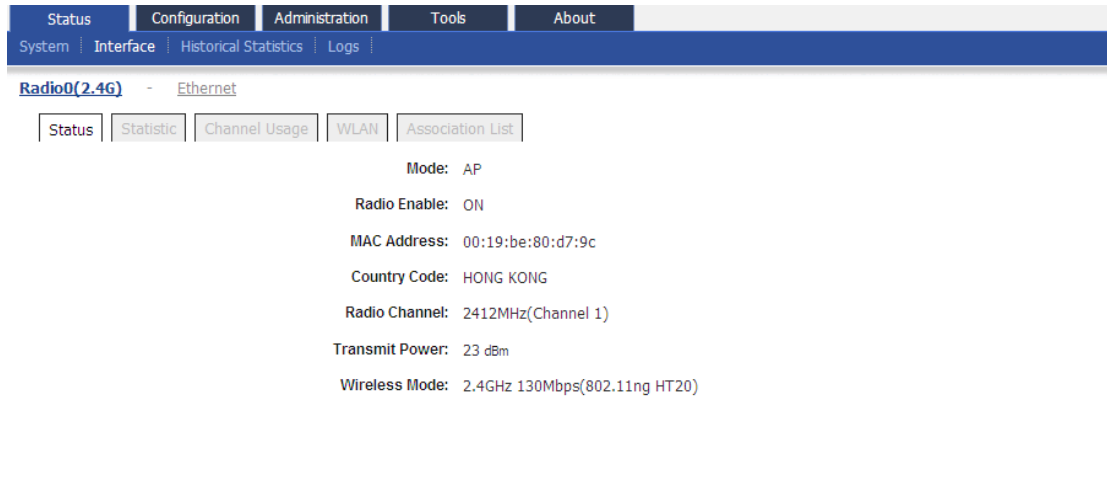 Status Configuration Administration Tools About
System Interface Historical Statistics Logs
Radio0(2.4G) - Ethernet
Status Statistic Channel Usage WLAN Association List
Mode: AP
Radio Enable: ON
MAC Address: 00:19:be:80:d7:9c
Country Code: HONG KONG
Radio Channel: 2412MHz(Channel 1)
Transmit Power: 23 dBm
Wireless Mode: 2.4GHz 130Mbps(802.11ng HT20)